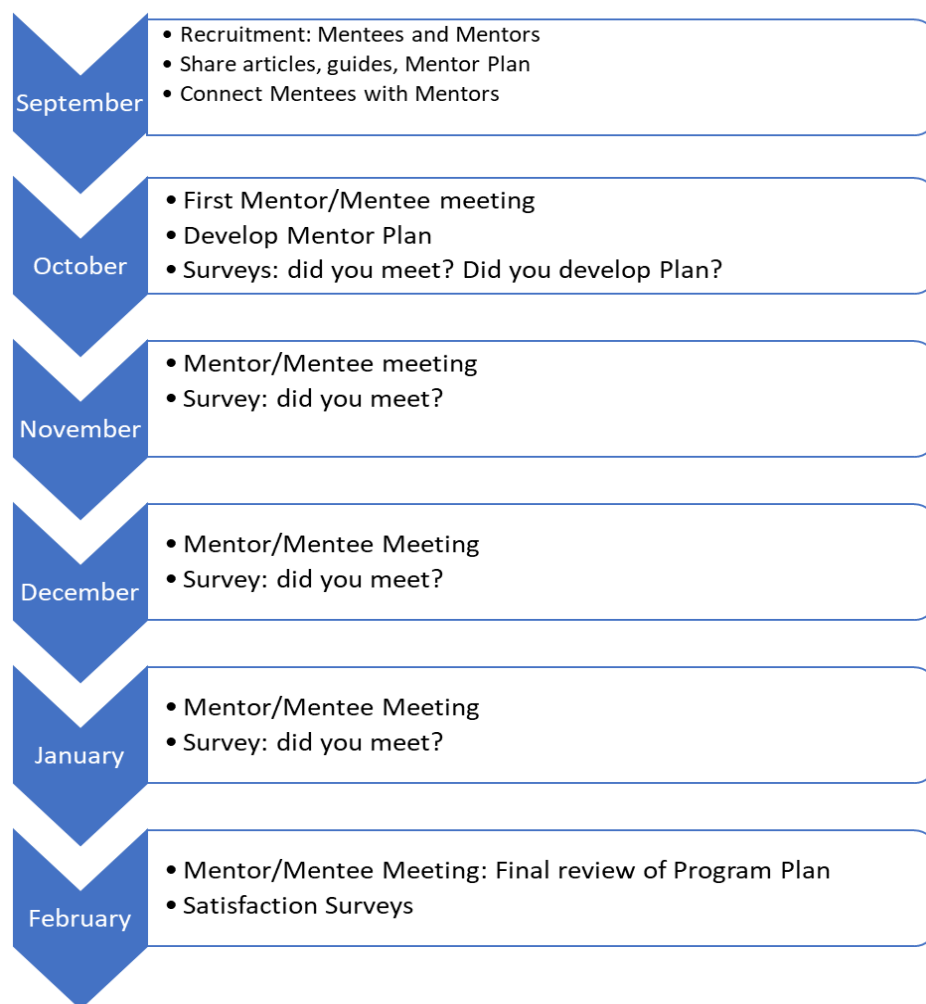 September
• Recruitment: Mentees and Mentors
• Share articles, guides, Mentor Plan
• Connect Mentees with Mentors
October
• First Mentor/Mentee meeting
• Develop Mentor Plan
• Surveys: did you meet? Did you develop Plan?
November
• Mentor/Mentee meeting
• Survey: did you meet?
December
• Mentor/Mentee Meeting
• Survey: did you meet?
January
• Mentor/Mentee Meeting
• Survey: did you meet?
February
• Mentor/Mentee Meeting: Final review of Program Plan
• Satisfaction Surveys